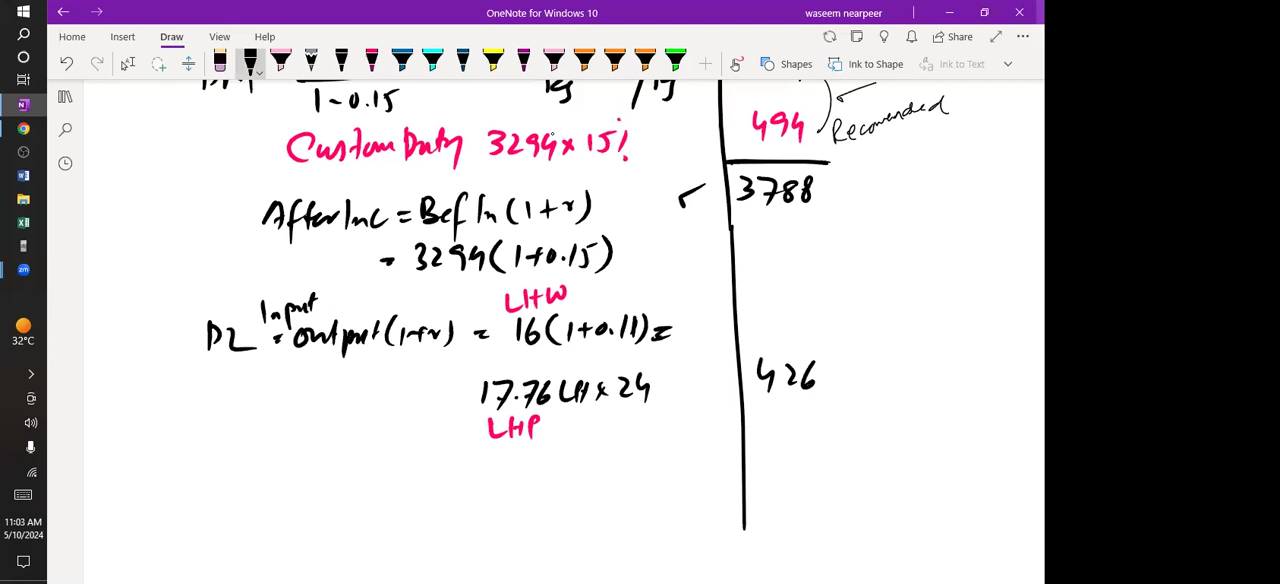 OneNote for Windows 10
waseem nearpeer
Home Insert Draw View Help
Share
Shapes Ink to Shape Ink to Text
1-0.15
494
Recomended
Custom Duty 3294 x 15%
3788
After Inc = Bef In (1+r)
= 3294 (1+0.15)
LHW
Input
DL = output (1+r) = 16 (1+0.11) =
426
17.76 LH x 24
LHP
32°C
11:03 AM
5/10/2024